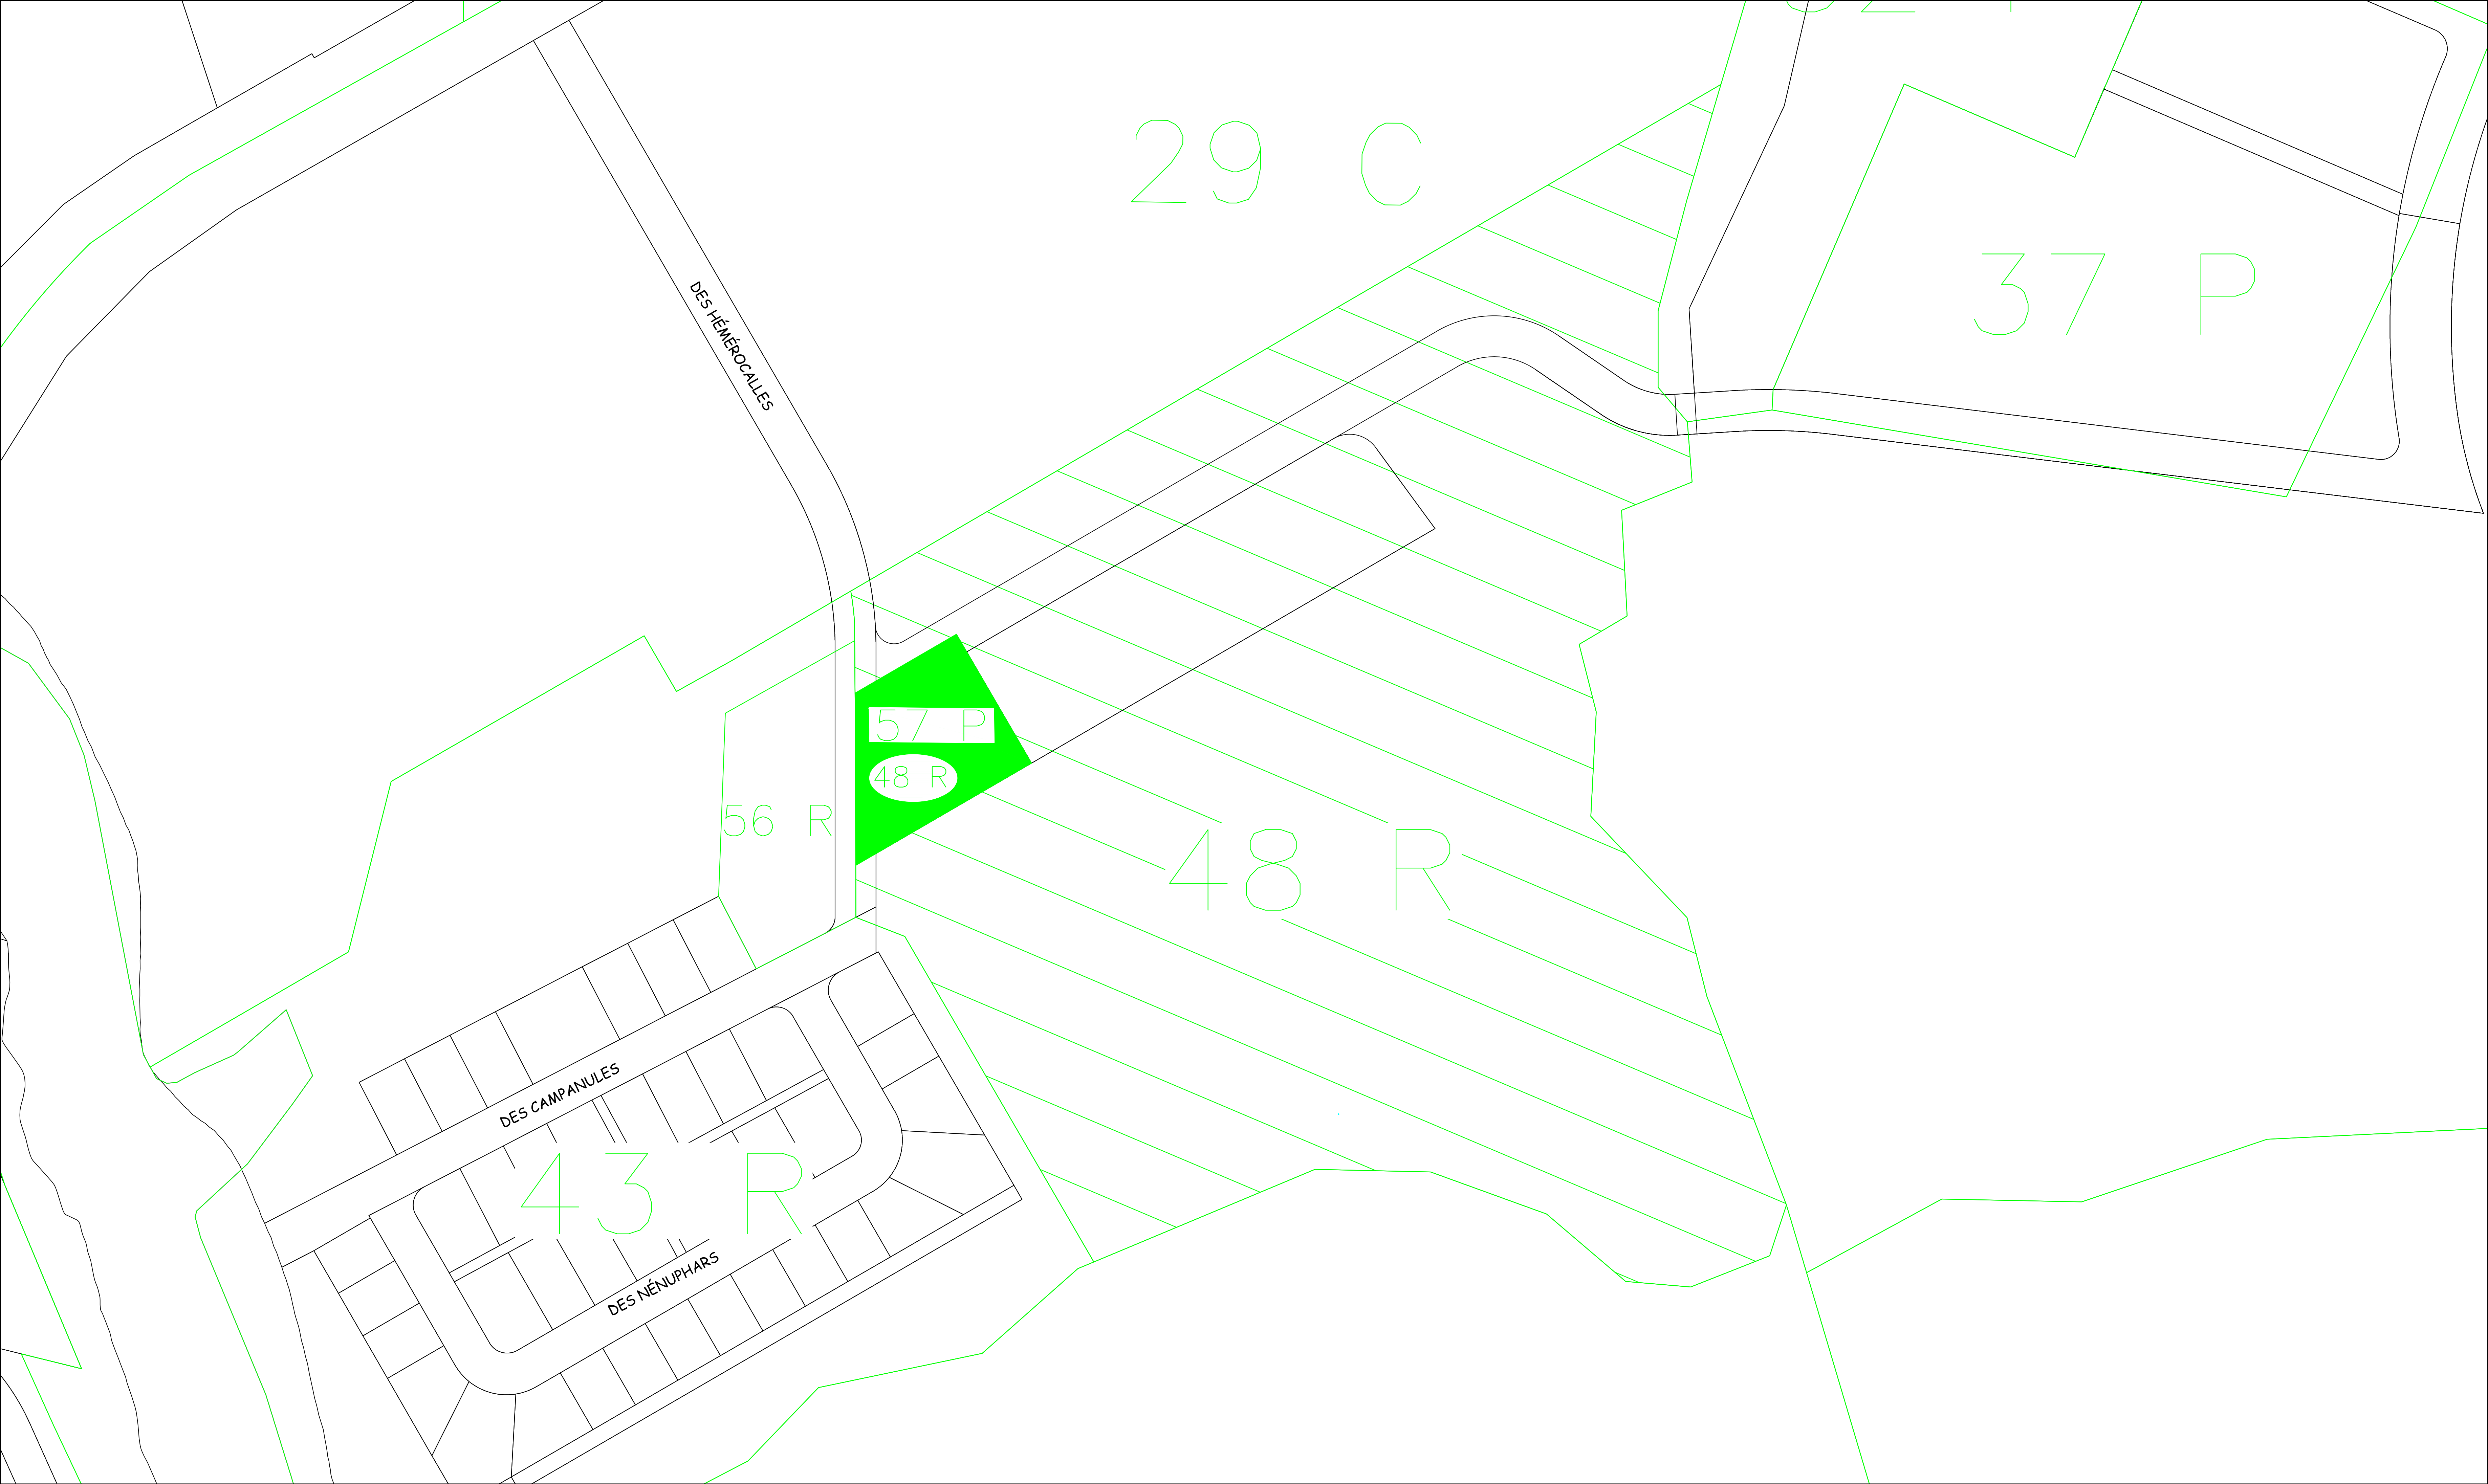 29 C
37 P
DES HÉMÉROCALLES
57 P
48 R
56 R
48 R
DES CAMPANULES
43 R
DES NÉNUPHARS